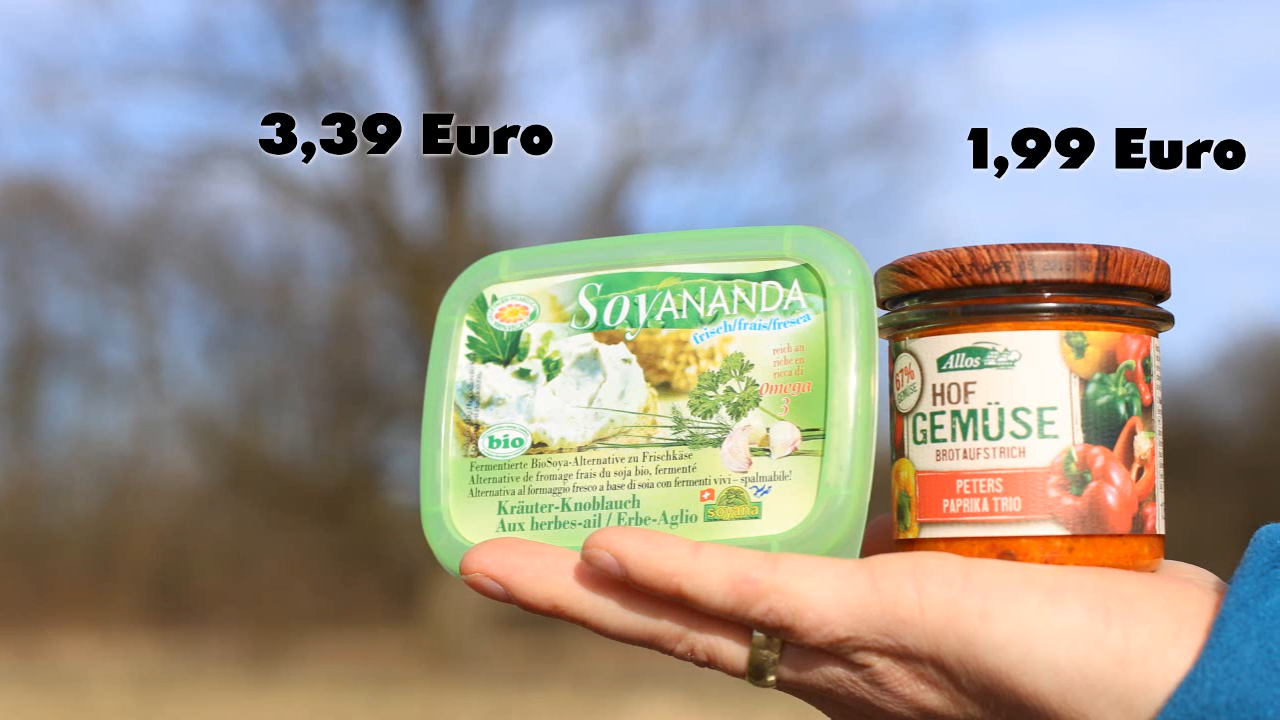 3,39 Euro
1,99 Euro
SoyANANDA
frisch/frais/fresca
reich an
riche en
ricca di
Omega
3
bio
Fermentierte BioSoya-Alternative zu Frischkäse
Alternative de fromage frais du soja bio, fermenté
Alternativa al formaggio fresco a base di soia con fermenti vivi – spalmabile!
Kräuter-Knoblauch
Aux herbes-ail / Erbe-Aglio
soyana
Allos
67%
GEMÜSE
HOF
GEMÜSE
BROTAUFSTRICH
PETERS
PAPRIKA TRIO